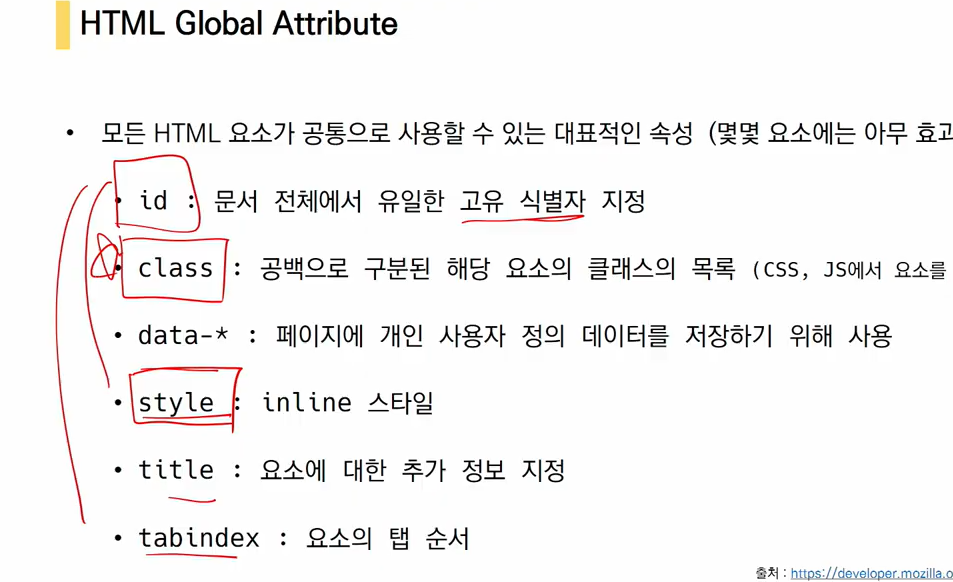 HTML Global Attribute
• 모든 HTML 요소가 공통으로 사용할 수 있는 대표적인 속성 (몇몇 요소에는 아무 효과
• id : 문서 전체에서 유일한 고유 식별자 지정
• class : 공백으로 구분된 해당 요소의 클래스의 목록 (CSS, JS에서 요소를
• data-* : 페이지에 개인 사용자 정의 데이터를 저장하기 위해 사용
• style : inline 스타일
• title : 요소에 대한 추가 정보 지정
• tabindex : 요소의 탭 순서
출처 : https://developer.mozilla.o